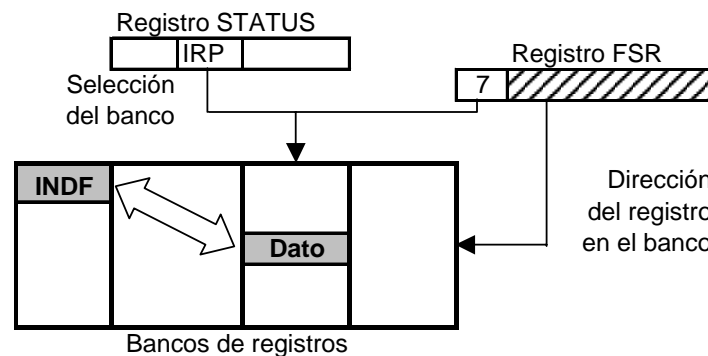 Registro STATUS
IRP
Registro FSR
7
Selección
del banco
INDF
Dato
Dirección
del registro
en el banco
Bancos de registros